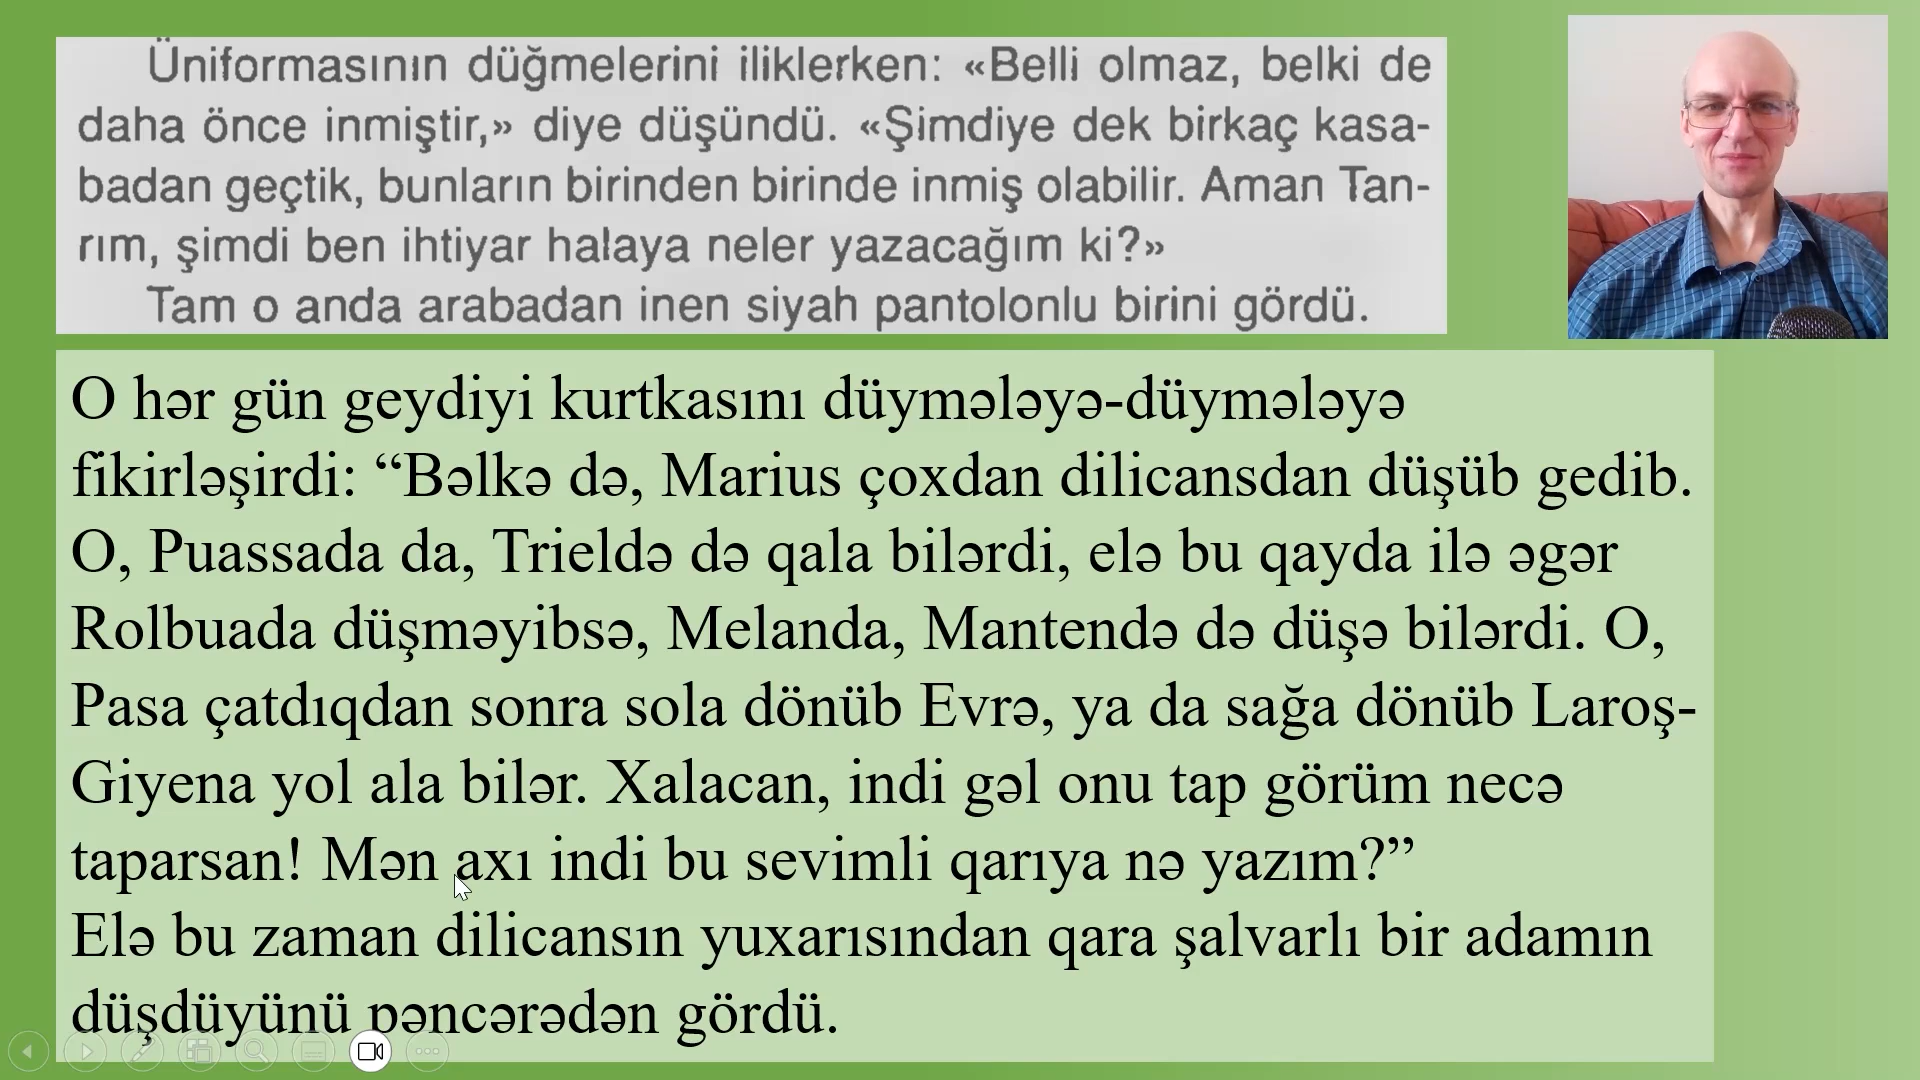 Üniformasının düğmelerini iliklerken: «Belli olmaz, belki de
daha önce inmiştir,» diye düşündü. «Şimdiye dek birkaç kasa-
badan geçtik, bunların birinden birinde inmiş olabilir. Aman Tan-
rım, şimdi ben ihtiyar halaya neler yazacağım ki?»
Tam o anda arabadan inen siyah pantolonlu birini gördü.
O hər gün geydiyi kurtkasını düymələyə-düymələyə
fikirləşirdi: “Bəlkə də, Marius çoxdan dilicansdan düşüb gedib.
O, Puassada da, Trieldə də qala bilərdi, elə bu qayda ilə əgər
Rolbuada düşməyibsə, Melanda, Mantendə də düşə bilərdi. O,
Pasa çatdıqdan sonra sola dönüb Evrə, ya da sağa dönüb Laroş-
Giyena yol ala bilər. Xalacan, indi gəl onu tap görüm necə
taparsan! Mən axı indi bu sevimli qarıya nə yazım?”
Elə bu zaman dilicansın yuxarısından qara şalvarlı bir adamın
düşdüyünü pəncərədən gördü.